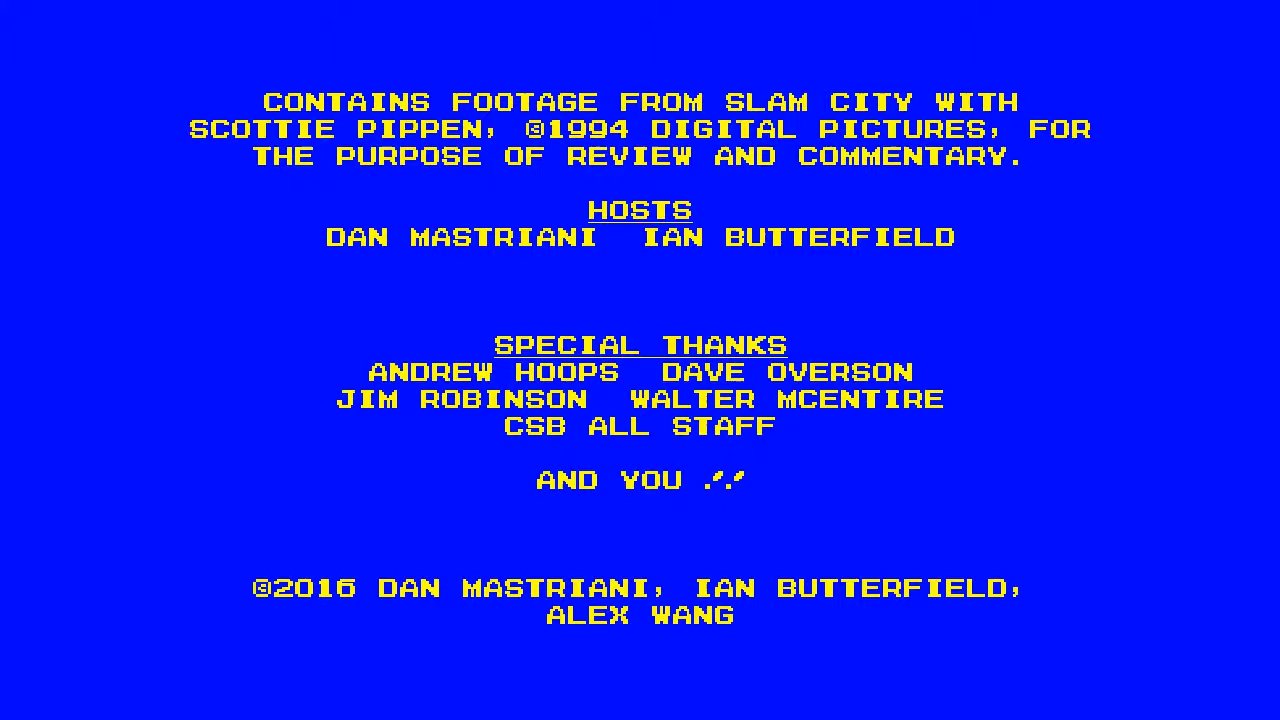 CONTAINS FOOTAGE FROM SLAM CITY WITH
SCOTTIE PIPPEN, ©1994 DIGITAL PICTURES, FOR
THE PURPOSE OF REVIEW AND COMMENTARY.
HOSTS
DAN MASTRIANI  IAN BUTTERFIELD
SPECIAL THANKS
ANDREW HOOPS  DAVE OVERSON
JIM ROBINSON  WALTER MCENTIRE
CSB ALL STAFF
AND YOU .'.'
©2016 DAN MASTRIANI, IAN BUTTERFIELD,
ALEX WANG